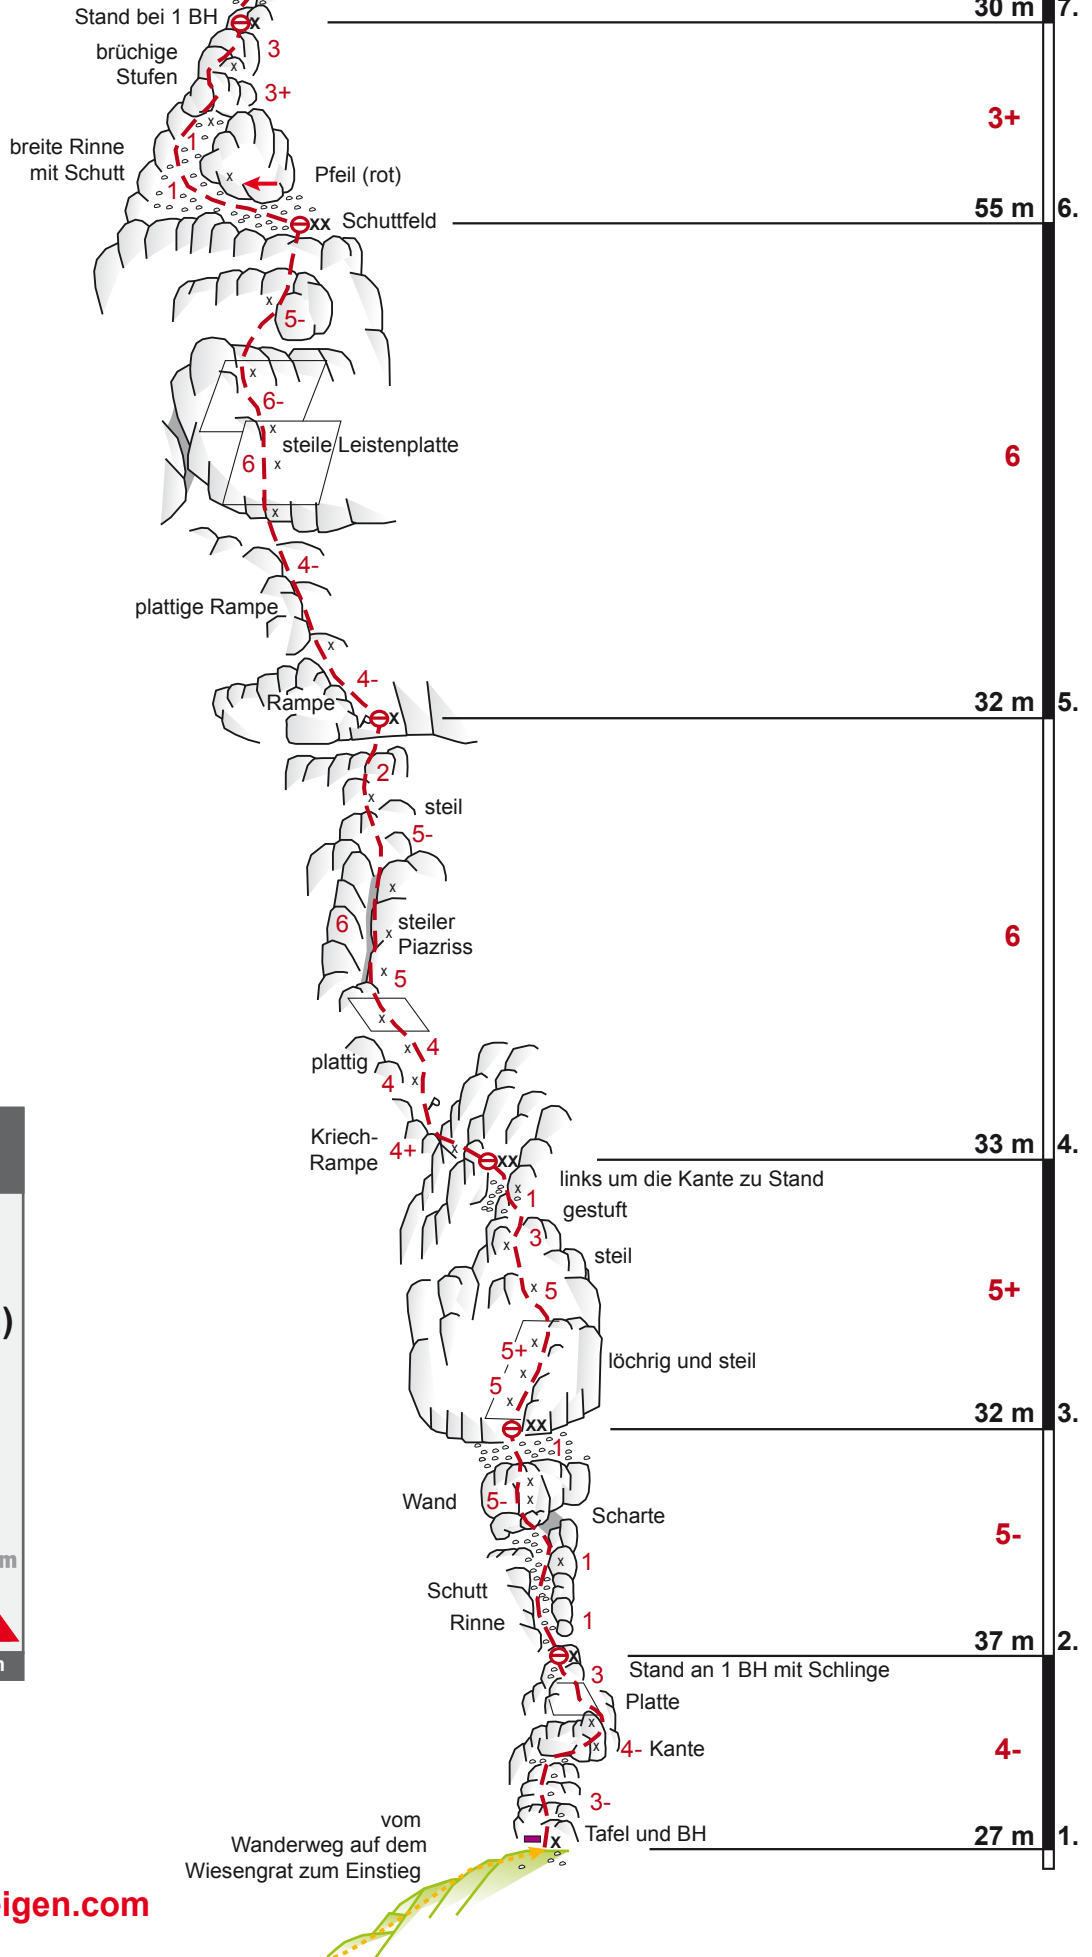 30 m 7.
Stand bei 1 BH
x
brüchige
Stufen
3
x
3+
3+
x
breite Rinne
mit Schutt
1
1
x
Pfeil (rot)
55 m 6.
xx Schuttfeld
x
5-
x
6-
x
steile Leistenplatte
6
x
6
x
4-
plattige Rampe
x
4-
Rampe
x
32 m 5.
2
x
steil
5-
x
6
steiler
Piazriss
x
6
x
5
x
4
x
plattig
4
x
Kriech-
Rampe
4+
x
xx
33 m 4.
links um die Kante zu Stand
x
1
gestuft
3
x
steil
x
5
5+
5+
x
löchrig und steil
x
5
x
xx
32 m 3.
1
x
Wand
5-
x
Scharte
5-
x
1
m
Schutt
Rinne
1
37 m 2.
x
Stand an 1 BH mit Schlinge
3
Platte
x
x
4- Kante
4-
3-
vom
Wanderweg auf dem
Wiesengrat zum Einstieg
Tafel und BH
x
27 m 1.
igen.com
)